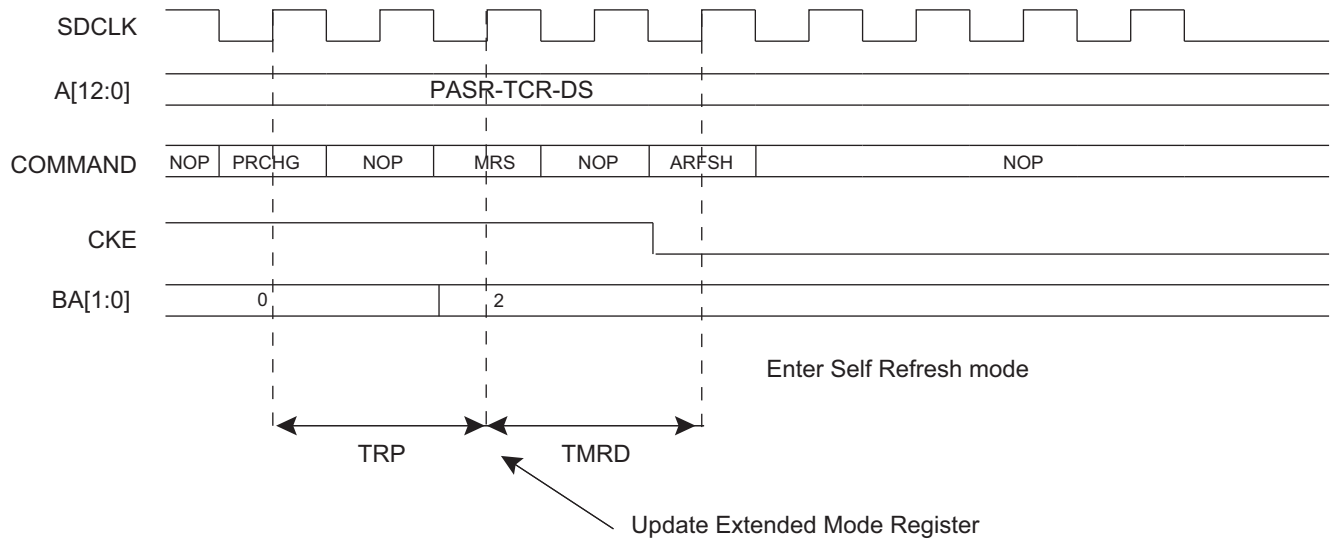 SDCLK
A[12:0] PASR-TCR-DS
COMMAND NOP PRCHG NOP MRS NOP ARFSH NOP
CKE
BA[1:0] 0 2
Enter Self Refresh mode
TRP TMRD
Update Extended Mode Register